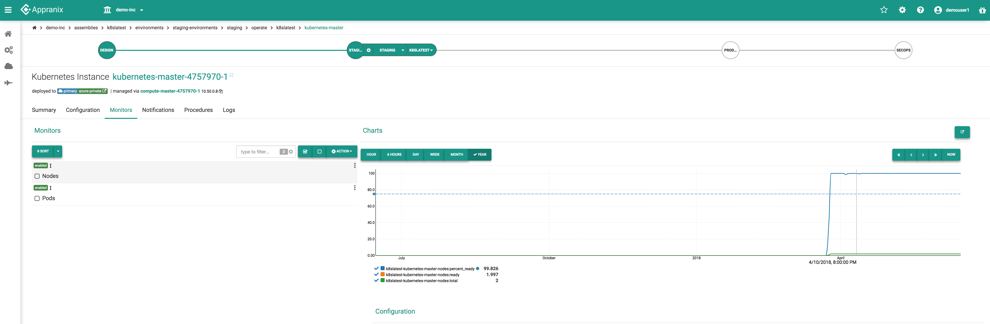 Appranix
demo-inc
demouser1
demo-inc > assemblies > k8slatest > environments > staging-environments > staging > operate > k8slatest > kubernetes-master
DESIGN
STAGI...
STAGING
K8SLATEST
PROD...
SECOPS
Kubernetes Instance kubernetes-master-4757970-1
deployed to primary azure-private | managed via compute-master-4757970-1 10.50.0.8
Summary
Configuration
Monitors
Notifications
Procedures
Logs
Monitors
Charts
SORT
type to filter...
ACTION
HOUR
6 HOURS
DAY
WEEK
MONTH
YEAR
NOW
enabled
Nodes
enabled
Pods
100
80.0
60.0
40.0
20.0
0.00
July
October
2018
April
4/10/2018, 8:00:00 PM
k8slatest-kubernetes-master-nodes:percent_ready 99.826
k8slatest-kubernetes-master-nodes:ready 1.997
k8slatest-kubernetes-master-nodes:total 2
Configuration